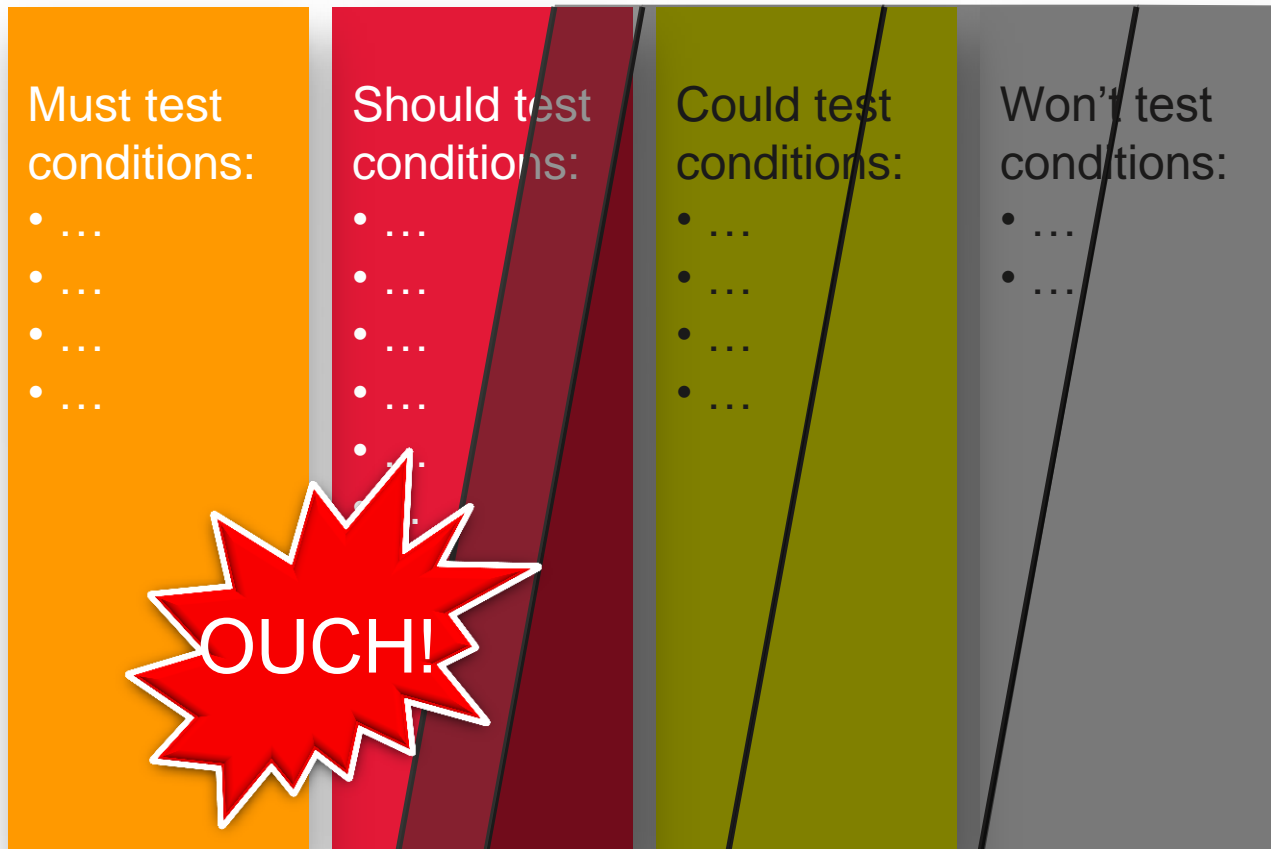 Must test
conditions:
• …
• …
• …
• …
Should test
conditions:
• …
• …
• …
• …
• …
• …
OUCH!
Could test
conditions:
• …
• …
• …
• …
Won’t test
conditions:
• …
• …